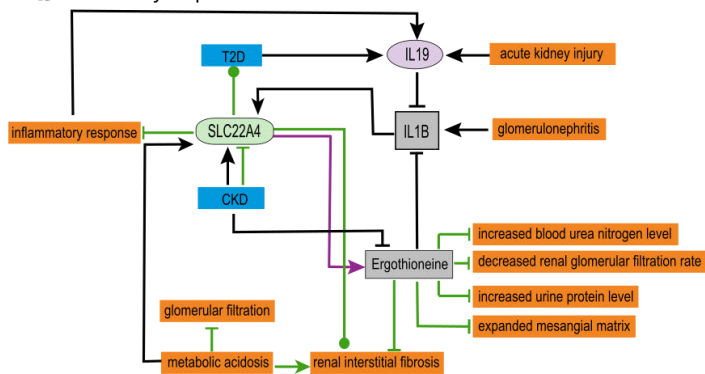 T2D
IL19
acute kidney injury
inflammatory response
SLC22A4
IL1B
glomerulonephritis
CKD
Ergothioneine
increased blood urea nitrogen level
decreased renal glomerular filtration rate
increased urine protein level
expanded mesangial matrix
glomerular filtration
metabolic acidosis
renal interstitial fibrosis